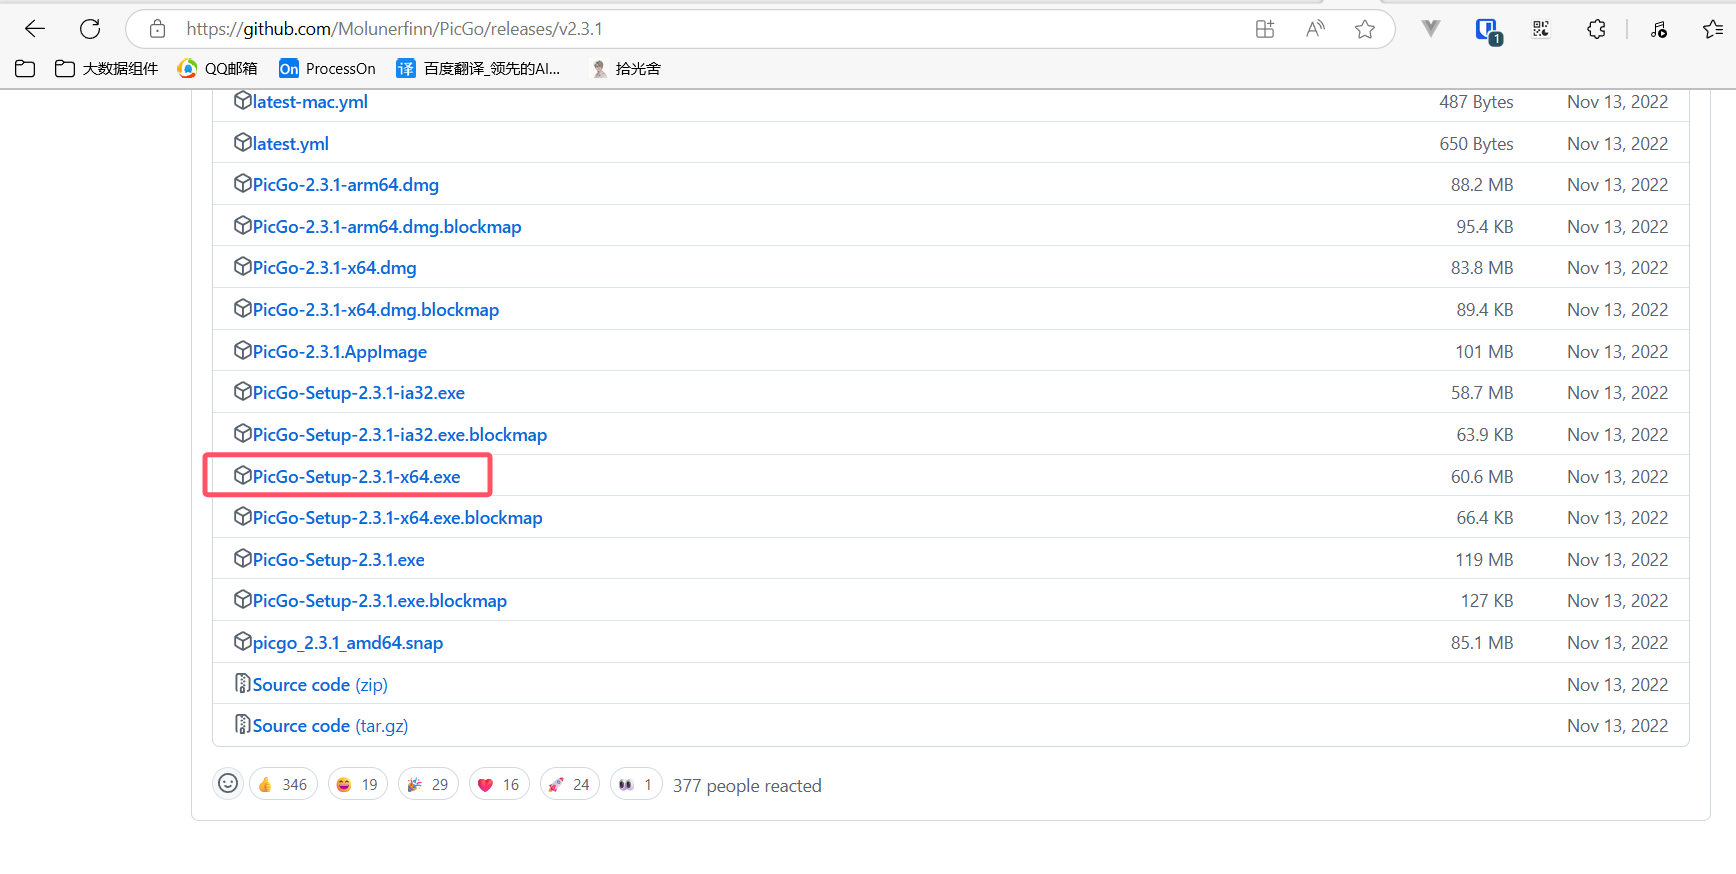 https://github.com/Molunerfinn/PicGo/releases/v2.3.1
1
大数据组件 QQ邮箱 On ProcessOn 译 百度翻译_领先的AI... 拾光舍
latest-mac.yml 487 Bytes Nov 13, 2022
latest.yml 650 Bytes Nov 13, 2022
PicGo-2.3.1-arm64.dmg 88.2 MB Nov 13, 2022
PicGo-2.3.1-arm64.dmg.blockmap 95.4 KB Nov 13, 2022
PicGo-2.3.1-x64.dmg 83.8 MB Nov 13, 2022
PicGo-2.3.1-x64.dmg.blockmap 89.4 KB Nov 13, 2022
PicGo-2.3.1.AppImage 101 MB Nov 13, 2022
PicGo-Setup-2.3.1-ia32.exe 58.7 MB Nov 13, 2022
PicGo-Setup-2.3.1-ia32.exe.blockmap 63.9 KB Nov 13, 2022
PicGo-Setup-2.3.1-x64.exe 60.6 MB Nov 13, 2022
PicGo-Setup-2.3.1-x64.exe.blockmap 66.4 KB Nov 13, 2022
PicGo-Setup-2.3.1.exe 119 MB Nov 13, 2022
PicGo-Setup-2.3.1.exe.blockmap 127 KB Nov 13, 2022
picgo_2.3.1_amd64.snap 85.1 MB Nov 13, 2022
Source code (zip) Nov 13, 2022
Source code (tar.gz) Nov 13, 2022
👍 346 😄 19 🎉 29 ❤️ 16 🚀 24 👀 1 377 people reacted